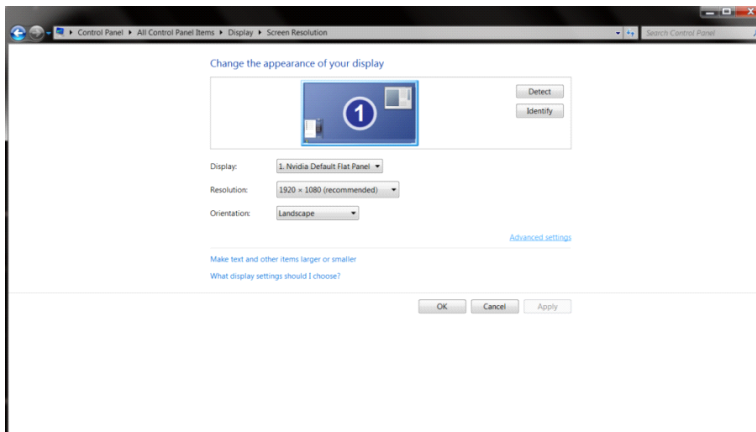 Control Panel ▸ All Control Panel Items ▸ Display ▸ Screen Resolution
Search Control Panel
Change the appearance of your display
1
Detect
Identify
Display: 1. Nvidia Default Flat Panel
Resolution: 1920 × 1080 (recommended)
Orientation: Landscape
Advanced settings
Make text and other items larger or smaller
What display settings should I choose?
OK Cancel Apply